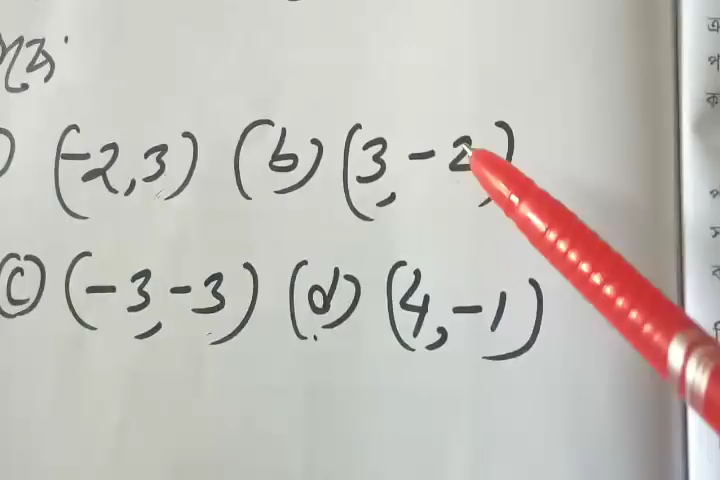 ) (-2,3) (b) (3,-2)
(c) (-3,-3) (d) (4,-1)